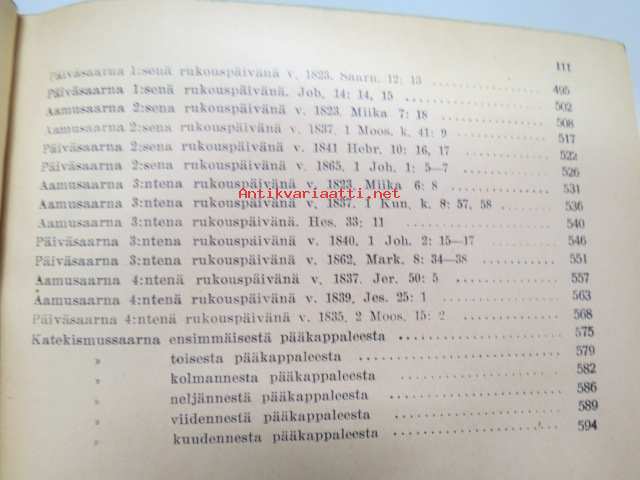 III
Päiväsaarna 1:senä rukouspäivänä v. 1823. Saarn. 12: 13 495
Päiväsaarna 1:senä rukouspäivänä. Job, 14: 14, 15 502
Aamusaarna 2:sena rukouspäivänä v. 1823. Miika. 7: 18 508
Aamusaarna 2:sena rukouspäivänä v. 1837. 1 Moos. k. 41: 9 517
Päiväsaarna 2:sena rukouspäivänä v. 1841 Hebr. 10: 16, 17 522
Päiväsaarna 2:sena rukouspäivänä v. 1865, 1 Joh. 1: 5—7 526
Aamusaarna 3:ntena rukouspäivänä v. 1823 Miika 6: 8 531
Antikvariaatti.net
Aamusaarna 3:ntena rukouspäivänä v. 1837. 1 Kun. k. 8: 57, 58 536
Aamusaarna 3:ntena rukouspäivänä. Hes. 33: 11 540
Päiväsaarna 3:ntena rukouspäivänä v. 1840, 1 Joh. 2: 15—17 546
Päiväsaarna 3:ntena rukouspäivänä v. 1862, Mark. 8: 34—38 551
Aamusaarna 4:ntenä rukouspäivänä v. 1837. Jer. 50: 5 557
Aamusaarna 4:ntenä rukouspäivänä v. 1839, Jes. 25: 1 563
Päiväsaarna 4:ntenä rukouspäivänä v. 1835, 2 Moos. 15: 2 568
Katekismussaarna ensimmäisestä pääkappaleesta 575
» toisesta pääkappaleesta 579
» kolmannesta pääkappaleesta 582
» neljännestä pääkappaleesta 586
» viidennestä pääkappaleesta 589
» kuudennesta pääkappaleesta 594